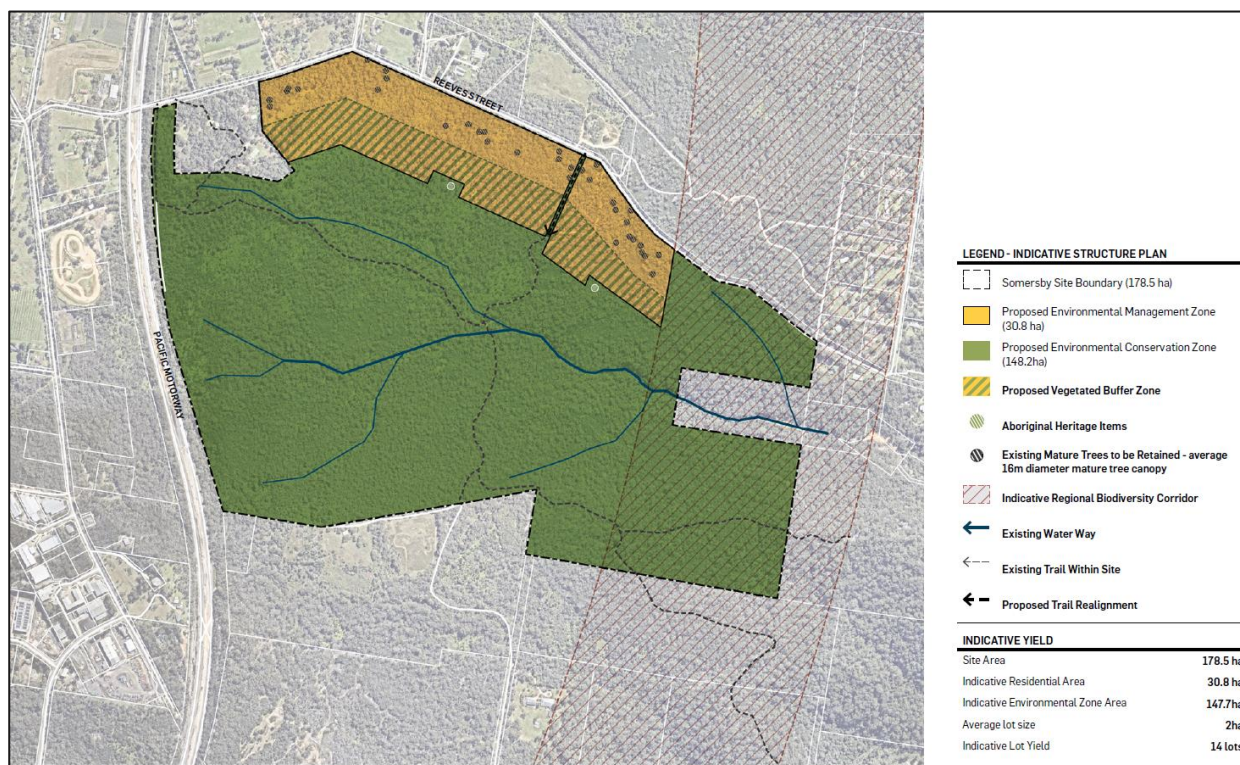 REEVES STREET
PACIFIC MOTORWAY
LEGEND - INDICATIVE STRUCTURE PLAN
Somersby Site Boundary (178.5 ha)
Proposed Environmental Management Zone
(30.8 ha)
Proposed Environmental Conservation Zone
(148.2ha)
Proposed Vegetated Buffer Zone
Aboriginal Heritage Items
Existing Mature Trees to be Retained - average
16m diameter mature tree canopy
Indicative Regional Biodiversity Corridor
Existing Water Way
Existing Trail Within Site
Proposed Trail Realignment
INDICATIVE YIELD
Site Area 178.5 ha
Indicative Residential Area 30.8 ha
Indicative Environmental Zone Area 147.7ha
Average lot size 2ha
Indicative Lot Yield 14 lots